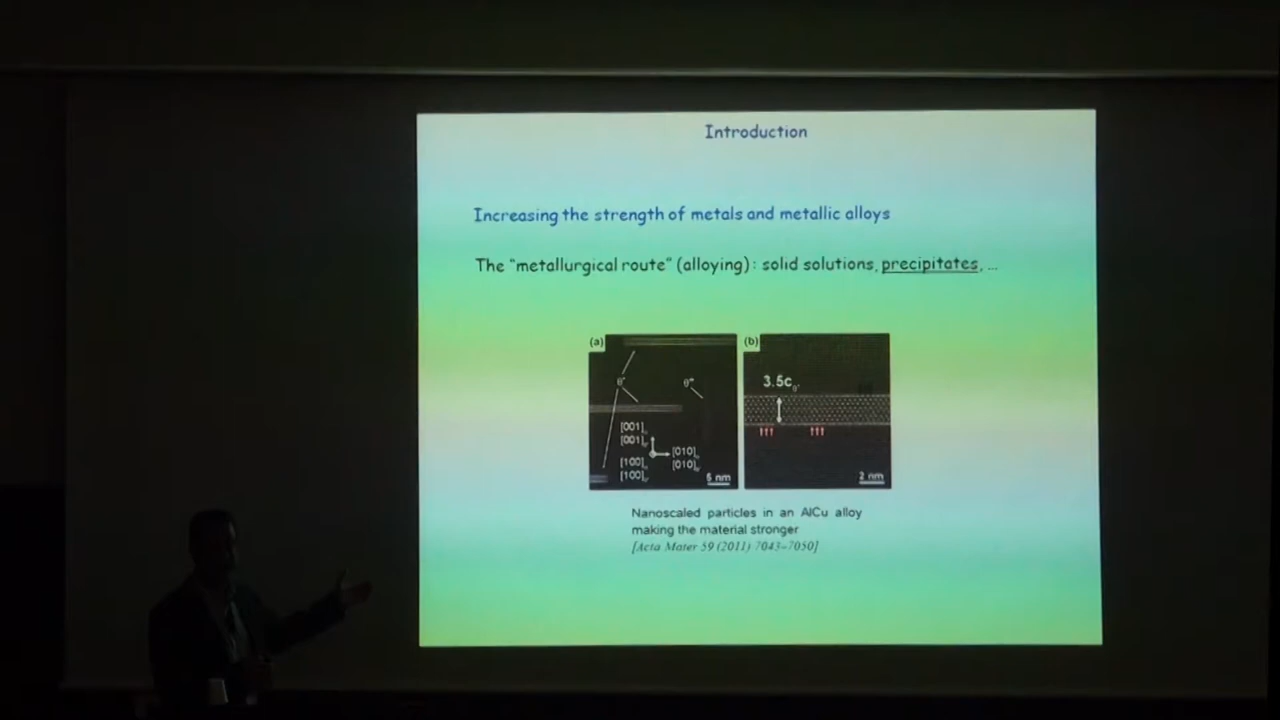 Introduction
Increasing the strength of metals and metallic alloys
The "metallurgical route" (alloying): solid solutions, precipitates, ...
(a)
(b)
θ'
θ"
3.5c
[001]
[001]
[010]
[100]
[010]
[100]
5 nm
2 nm
Nanoscaled particles in an AlCu alloy
making the material stronger
[Acta Mater 59 (2011) 7043–7050]